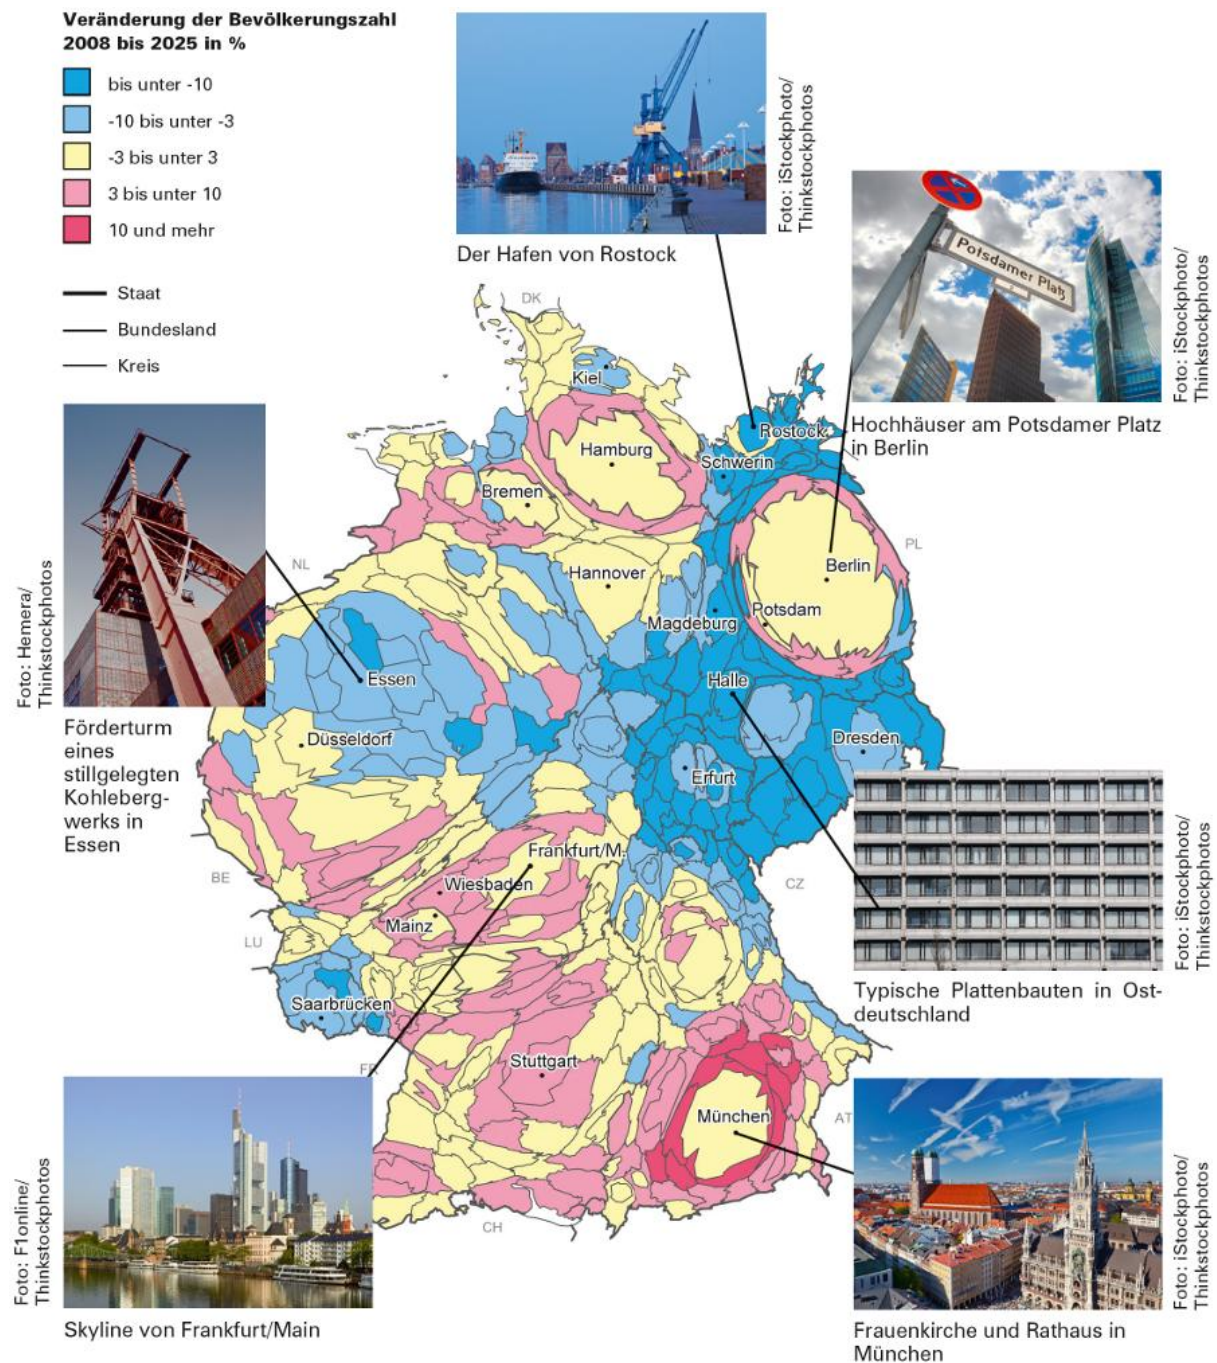 Veränderung der Bevölkerungszahl
2008 bis 2025 in %
bis unter -10
-10 bis unter -3
-3 bis unter 3
3 bis unter 10
10 und mehr
Staat
Bundesland
Kreis
Foto: iStockphoto/
Thinkstockphotos
Der Hafen von Rostock
Potsdamer Platz
Foto: iStockphoto/
Thinkstockphotos
Hochhäuser am Potsdamer Platz
in Berlin
Foto: Hemera/
Thinkstockphotos
Förderturm
eines
stillgelegten
Kohleberg-
werks in
Essen
DK
Kiel
Rostock
Hamburg
Schwerin
Bremen
PL
NL
Hannover
Berlin
Magdeburg
Potsdam
Essen
Halle
Düsseldorf
Dresden
Erfurt
Frankfurt/M.
BE
Wiesbaden
CZ
Mainz
LU
Saarbrücken
Stuttgart
FR
München
AT
CH
Foto: iStockphoto/
Thinkstockphotos
Typische Plattenbauten in Ost-
deutschland
Foto: F1online/
Thinkstockphotos
Skyline von Frankfurt/Main
Foto: iStockphoto/
Thinkstockphotos
Frauenkirche und Rathaus in
München